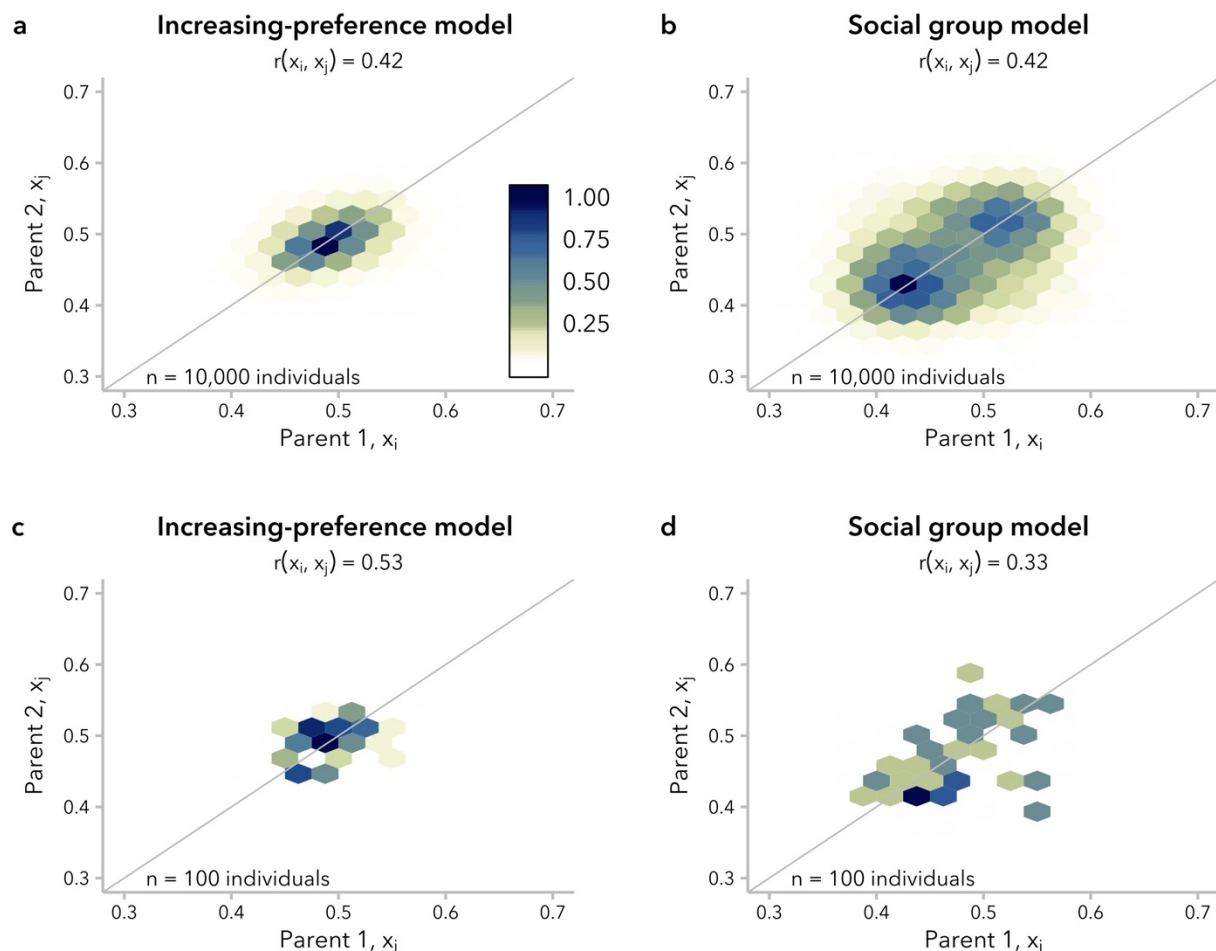 a
Increasing-preference model
r(xᵢ, xⱼ) = 0.42
0.7
0.6
0.5
0.4
0.3
Parent 2, xⱼ
1.00
0.75
0.50
0.25
n = 10,000 individuals
0.3 0.4 0.5 0.6 0.7
Parent 1, xᵢ
b
Social group model
r(xᵢ, xⱼ) = 0.42
0.7
0.6
0.5
0.4
0.3
Parent 2, xⱼ
n = 10,000 individuals
0.3 0.4 0.5 0.6 0.7
Parent 1, xᵢ
c
Increasing-preference model
r(xᵢ, xⱼ) = 0.53
0.7
0.6
0.5
0.4
0.3
Parent 2, xⱼ
n = 100 individuals
0.3 0.4 0.5 0.6 0.7
Parent 1, xᵢ
d
Social group model
r(xᵢ, xⱼ) = 0.33
0.7
0.6
0.5
0.4
0.3
Parent 2, xⱼ
n = 100 individuals
0.3 0.4 0.5 0.6 0.7
Parent 1, xᵢ